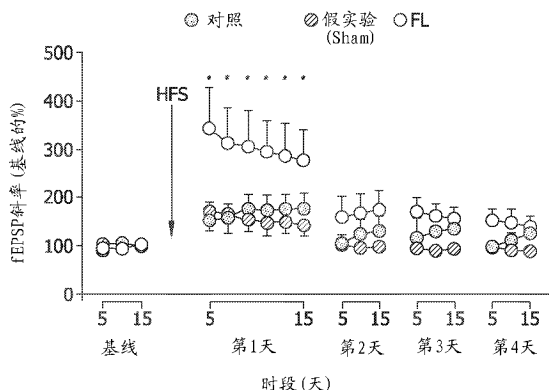 对照 假实验 FL
(Sham)
fEPSP斜率(基线的%)
500
400
300
200
100
0
HFS
* * * * * *
5 15 5 15 5 15 5 15 5 15
基线 第1天 第2天 第3天 第4天
时段(天)